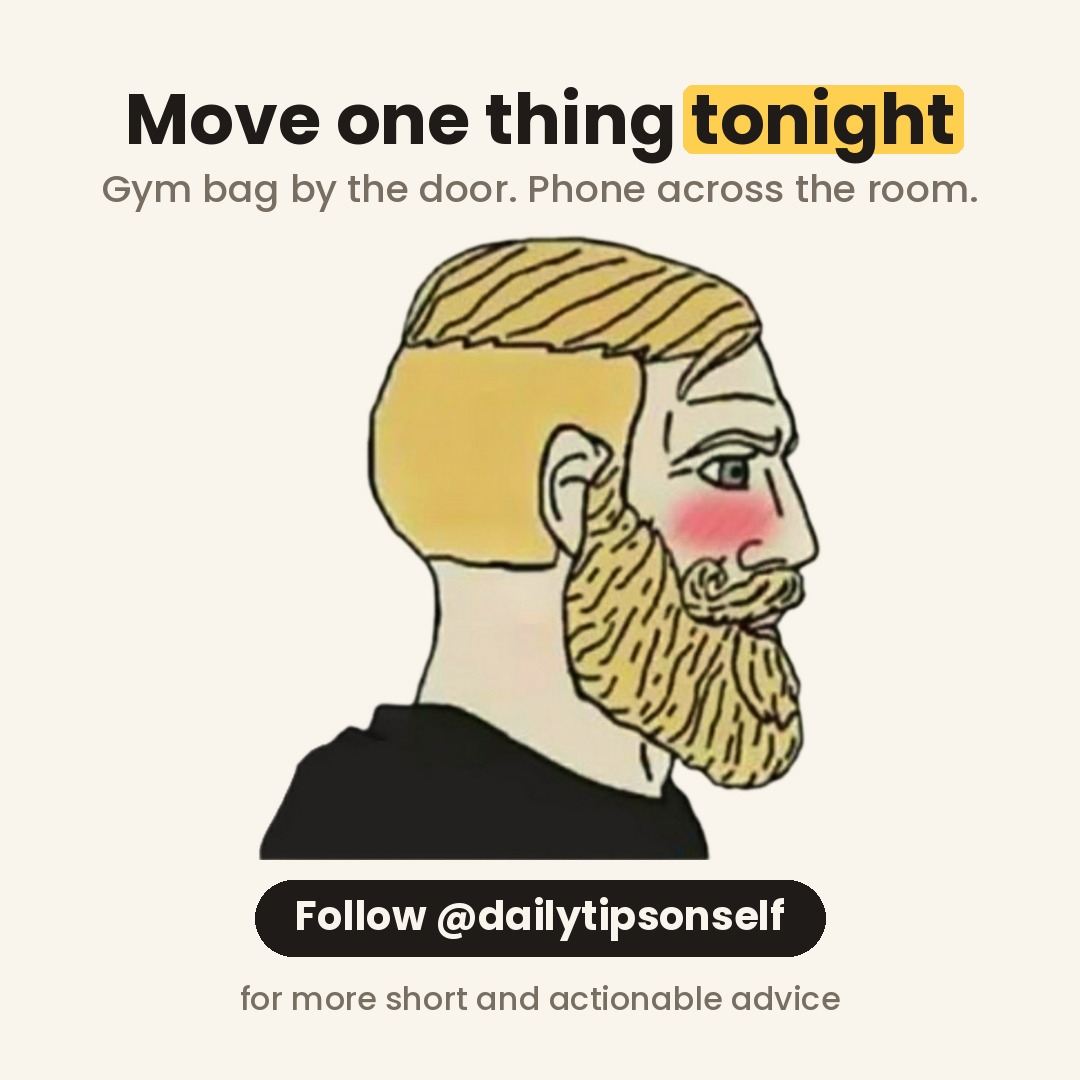 Move one thing tonight
Gym bag by the door. Phone across the room.
Follow @dailytipsonself
for more short and actionable advice